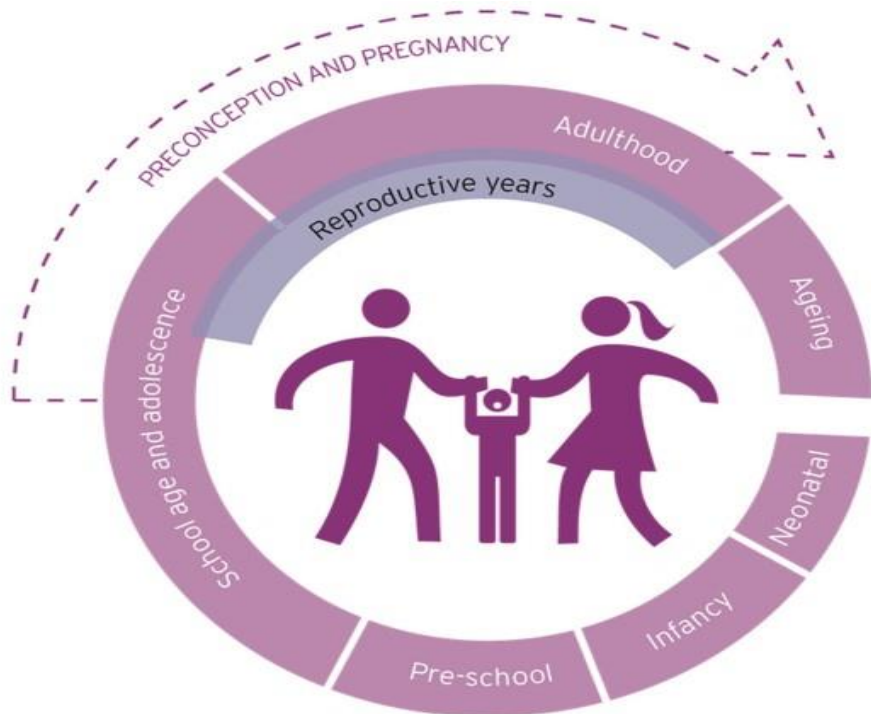 PRECONCEPTION AND PREGNANCY
Adulthood
Reproductive years
Ageing
School age and adolescence
Neonatal
Infancy
Pre-school